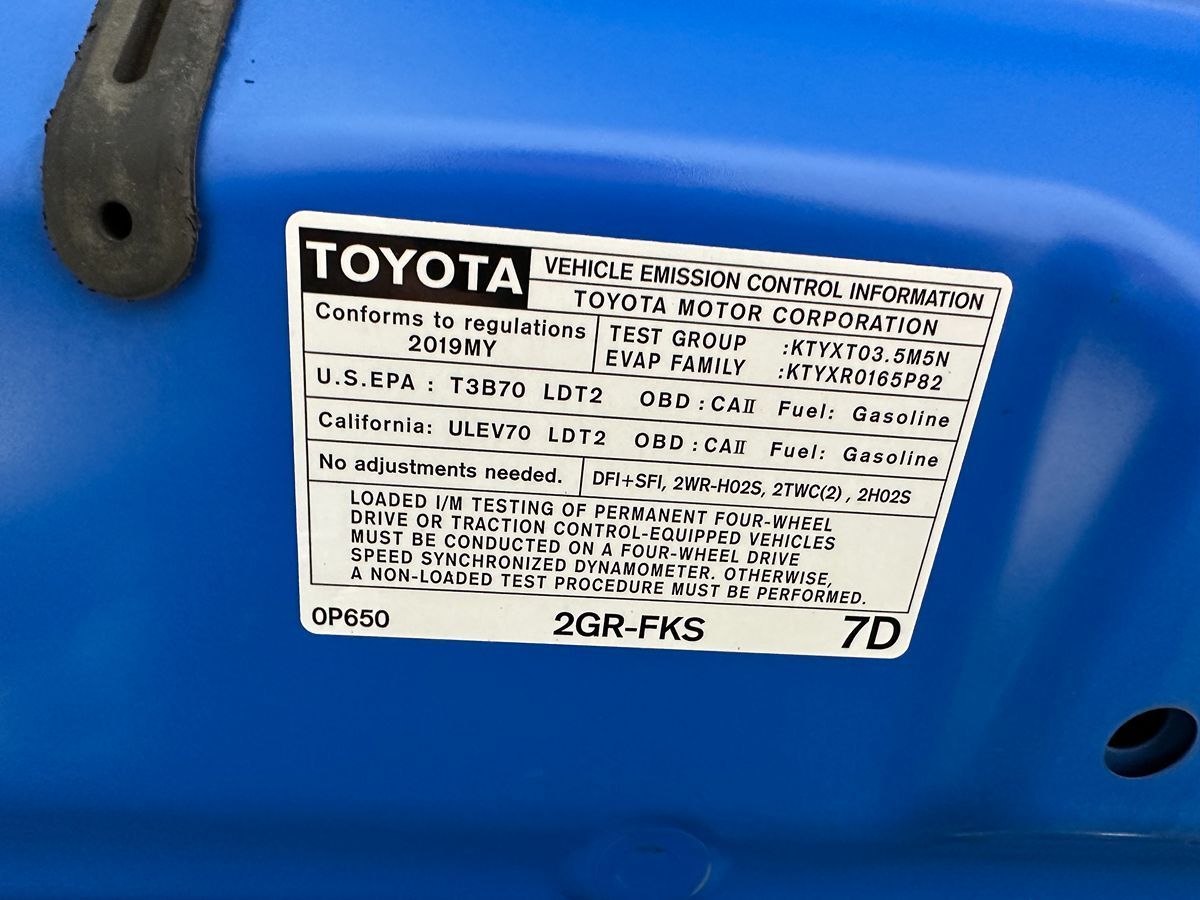 TOYOTA
VEHICLE EMISSION CONTROL INFORMATION
TOYOTA MOTOR CORPORATION
Conforms to regulations
2019MY
TEST GROUP :KTYXT03.5M5N
EVAP FAMILY :KTYXR0165P82
U.S.EPA : T3B70 LDT2 OBD : CAⅡ Fuel: Gasoline
California: ULEV70 LDT2 OBD : CAⅡ Fuel: Gasoline
No adjustments needed.
DFI+SFI, 2WR-HO2S, 2TWC(2) , 2HO2S
LOADED I/M TESTING OF PERMANENT FOUR-WHEEL
DRIVE OR TRACTION CONTROL-EQUIPPED VEHICLES
MUST BE CONDUCTED ON A FOUR-WHEEL DRIVE
SPEED SYNCHRONIZED DYNAMOMETER. OTHERWISE,
A NON-LOADED TEST PROCEDURE MUST BE PERFORMED.
0P650 2GR-FKS 7D